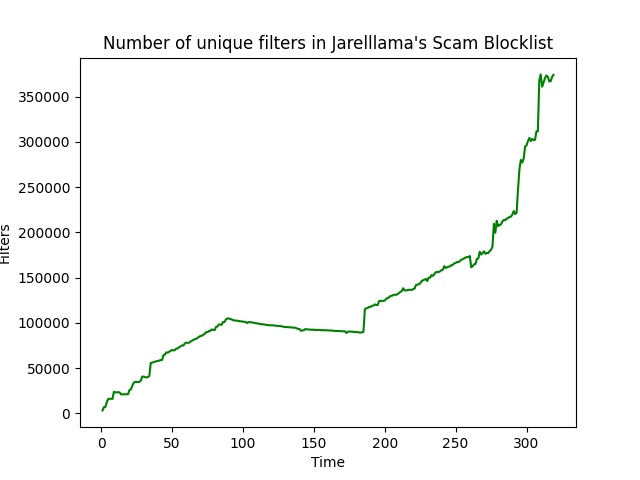 Number of unique filters in Jarelllama's Scam Blocklist
350000
300000
250000
200000
150000
100000
50000
0
Filters
0 50 100 150 200 250 300
Time